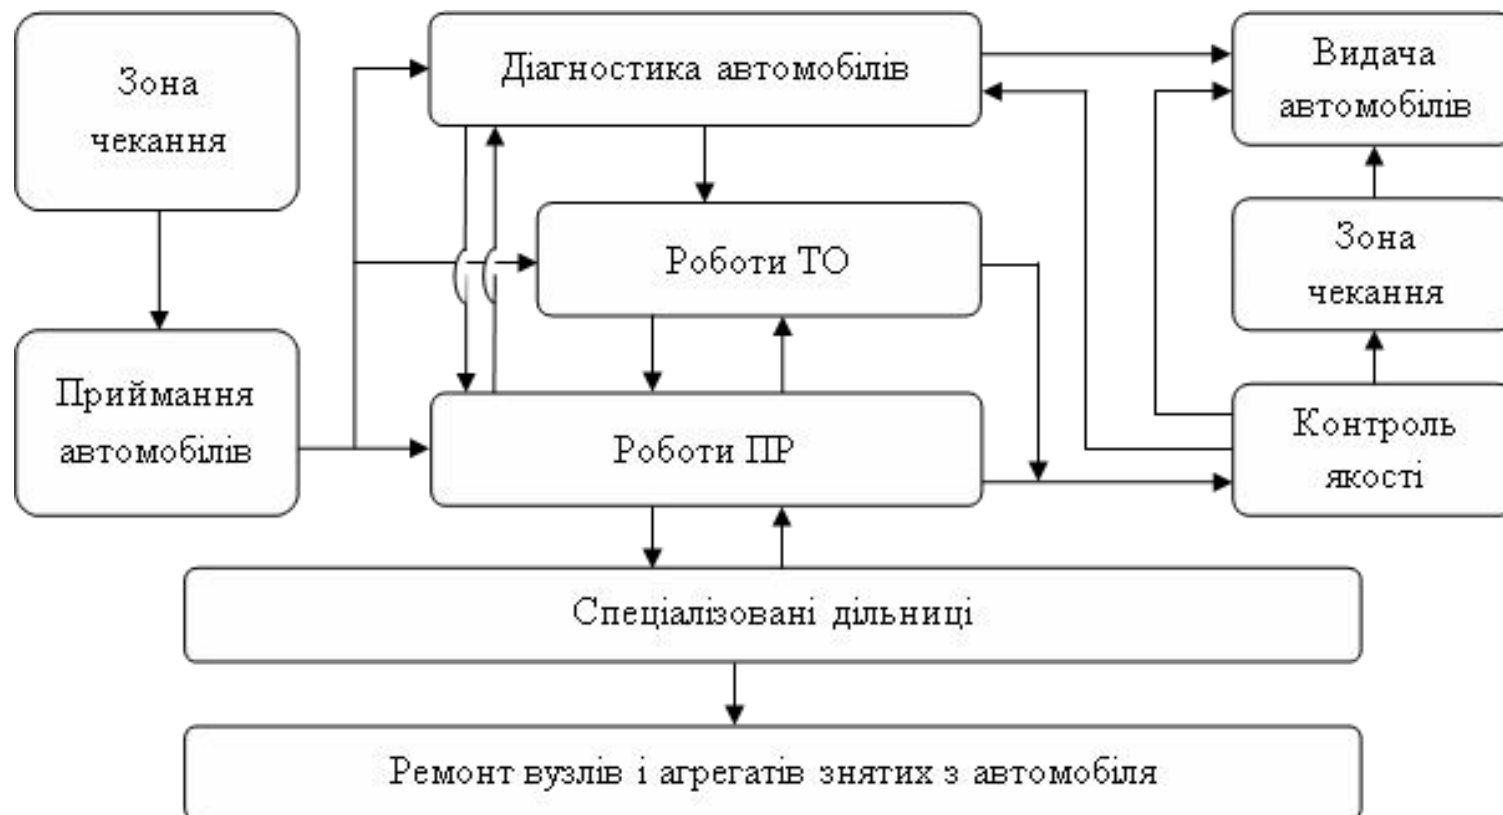 Зона
чекання
Діагностика автомобілів
Видача
автомобілів
Роботи ТО
Зона
чекання
Приймання
автомобілів
Роботи ПР
Контроль
якості
Спеціалізовані дільниці
Ремонт вузлів і агрегатів знятих з автомобіля